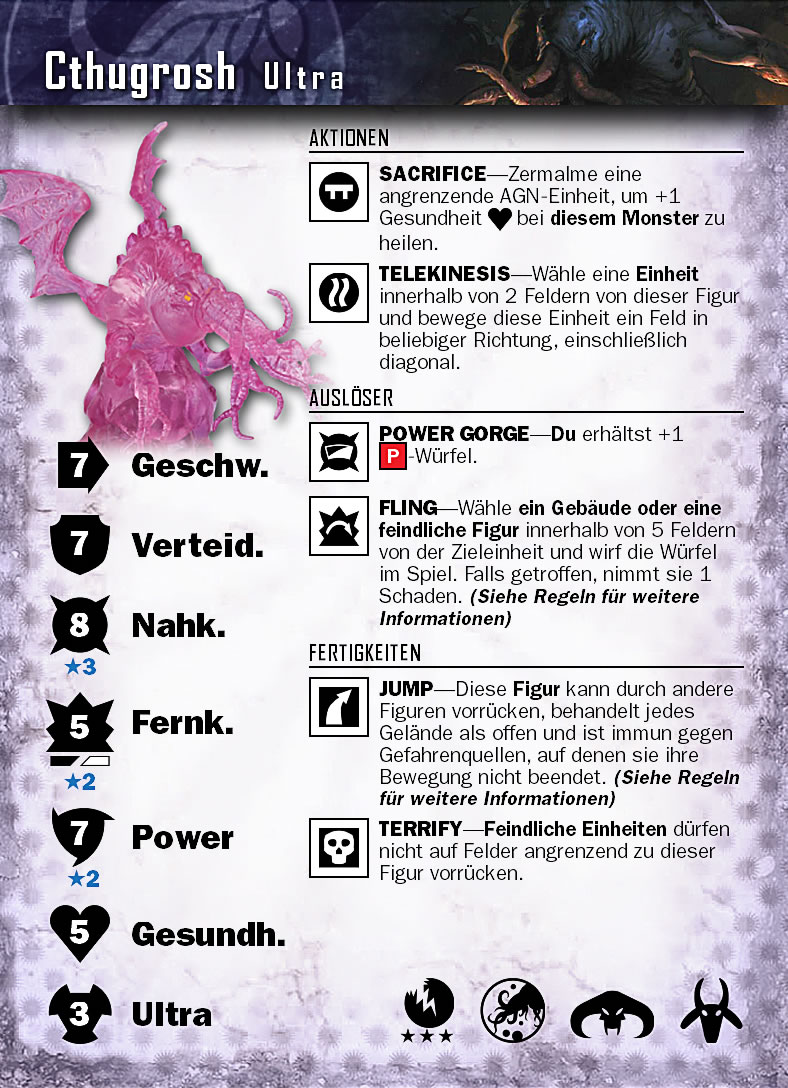 Cthugrosh Ultra
AKTIONEN
SACRIFICE—Zermalme eine
angrenzende AGN-Einheit, um +1
Gesundheit ♥ bei diesem Monster zu
heilen.
TELEKINESIS—Wähle eine Einheit
innerhalb von 2 Feldern von dieser Figur
und bewege diese Einheit ein Feld in
beliebiger Richtung, einschließlich
diagonal.
AUSLÖSER
POWER GORGE—Du erhältst +1
P-Würfel.
FLING—Wähle ein Gebäude oder eine
feindliche Figur innerhalb von 5 Feldern
von der Zieleinheit und wirf die Würfel
im Spiel. Falls getroffen, nimmt sie 1
Schaden. (Siehe Regeln für weitere
Informationen)
FERTIGKEITEN
JUMP—Diese Figur kann durch andere
Figuren vorrücken, behandelt jedes
Gelände als offen und ist immun gegen
Gefahrenquellen, auf denen sie ihre
Bewegung nicht beendet. (Siehe Regeln
für weitere Informationen)
TERRIFY—Feindliche Einheiten dürfen
nicht auf Felder angrenzend zu dieser
Figur vorrücken.
7 Geschw.
7 Verteid.
8 Nahk.
★3
5 Fernk.
★2
7 Power
★2
5 Gesundh.
3 Ultra
★★★